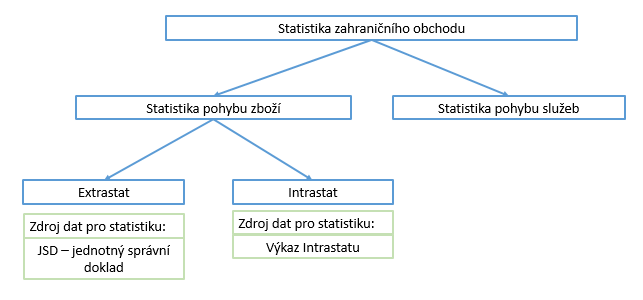 Statistika zahraničního obchodu
Statistika pohybu zboží
Statistika pohybu služeb
Extrastat
Intrastat
Zdroj dat pro statistiku:
JSD – jednotný správní
doklad
Zdroj dat pro statistiku:
Výkaz Intrastatu